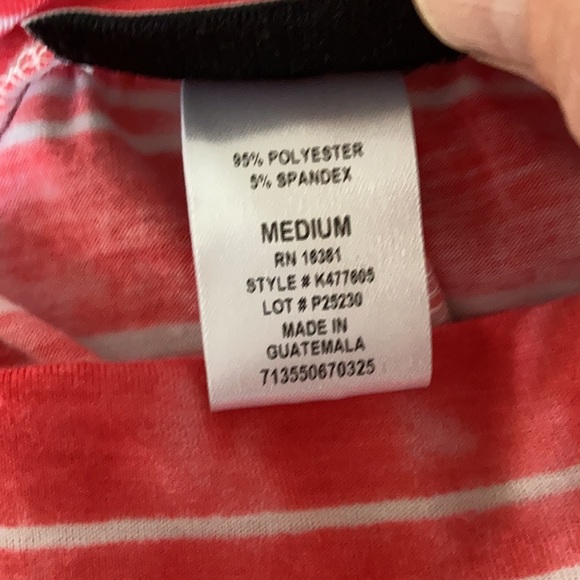 95% POLYESTER
5% SPANDEX
MEDIUM
RN 16381
STYLE # K477605
LOT # P25230
MADE IN
GUATEMALA
713550670325